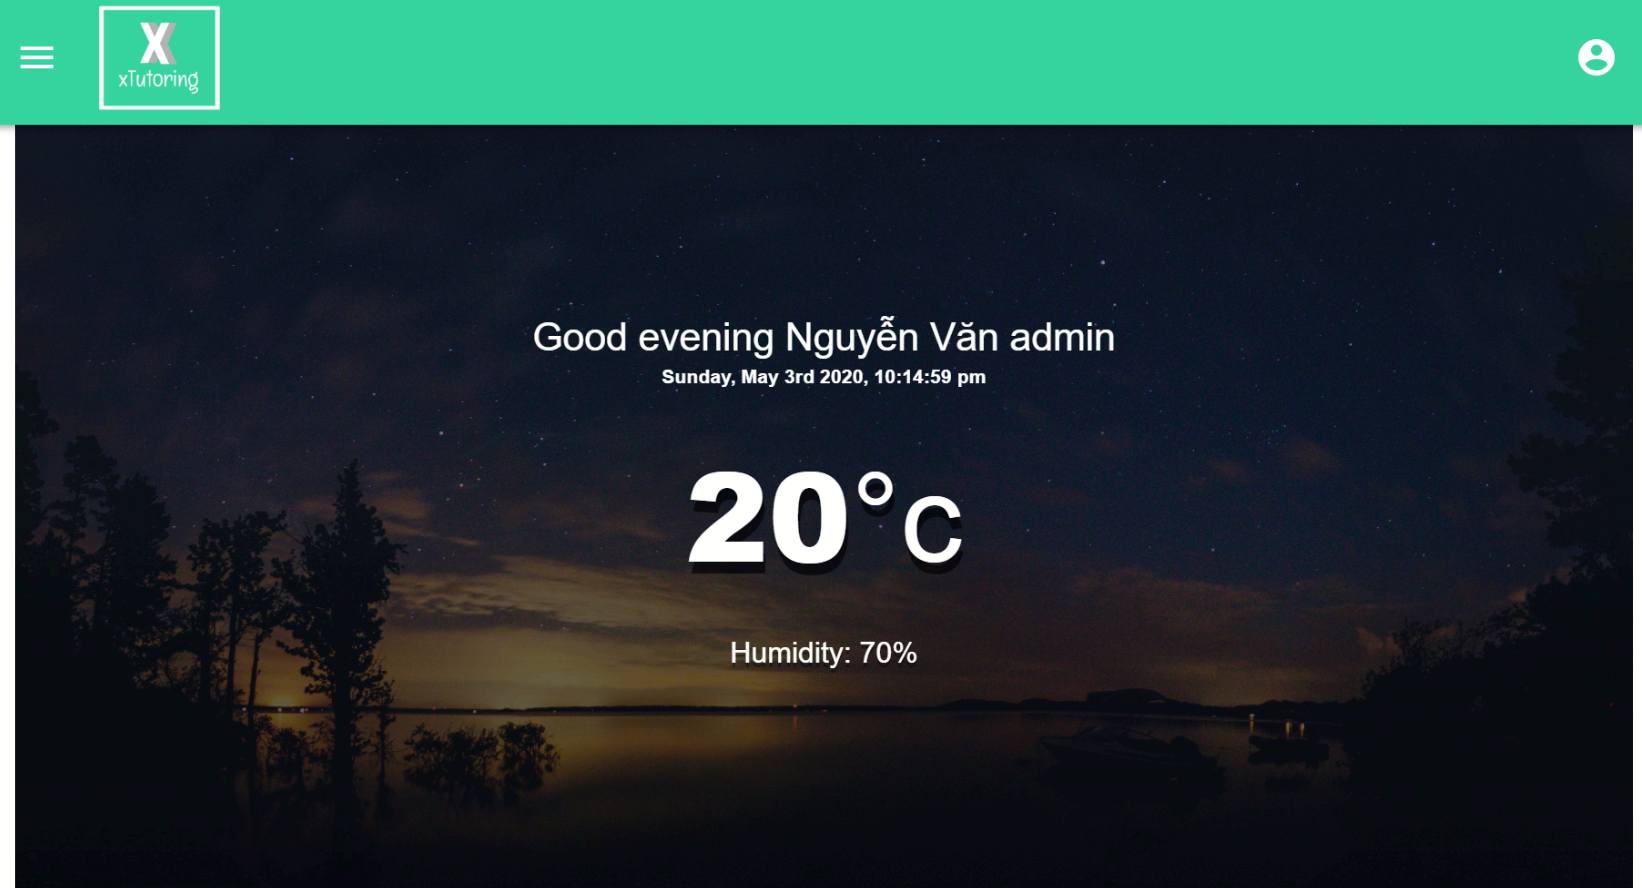 X
xTutoring
Good evening Nguyễn Văn admin
Sunday, May 3rd 2020, 10:14:59 pm
20°C
Humidity: 70%